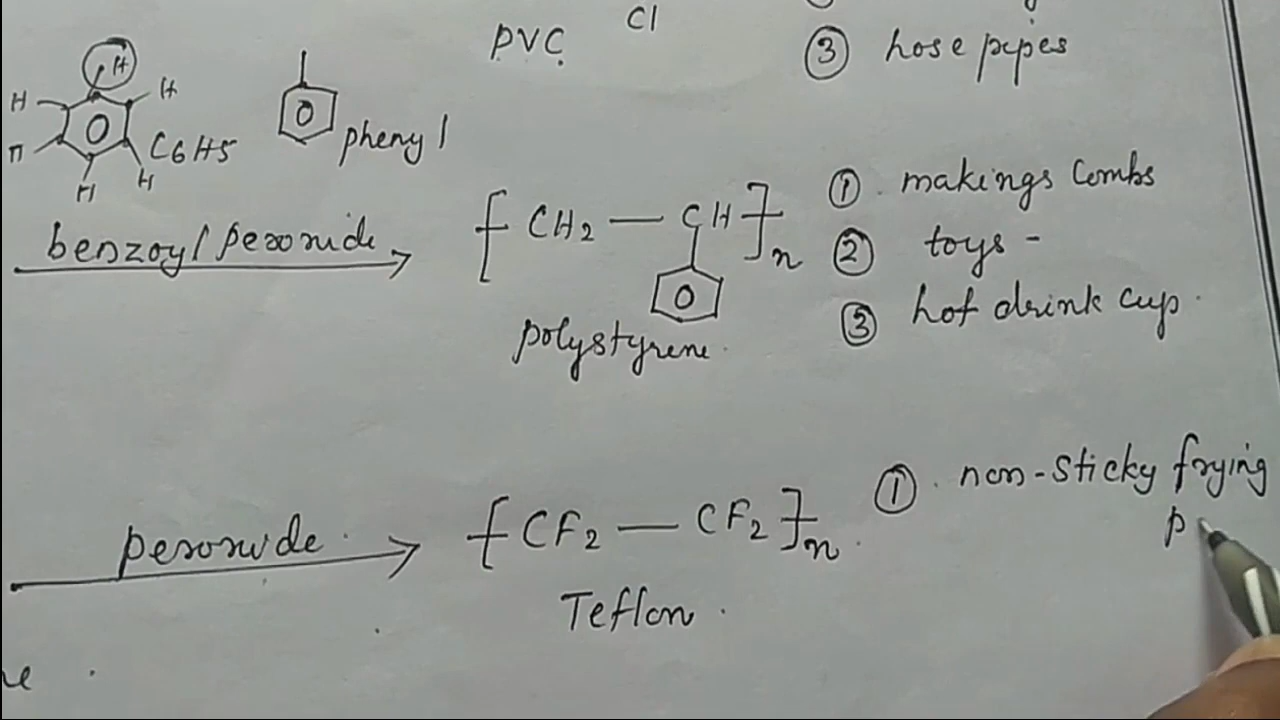 Cl
PVC
③ hose pipes
H
H H
H C6H5
H H
phenyl
benzoyl peroxide
[ CH2 — CH ]n
polystyrene
① makings Combs
② toys -
③ hot drink cup.
peroxide
[ CF2 — CF2 ]n.
Teflon.
① non-sticky frying
p